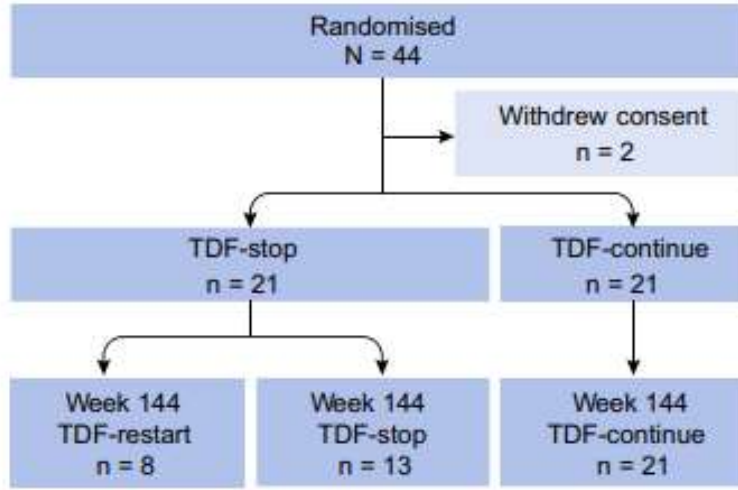 Randomised
N = 44
Withdrew consent
n = 2
TDF-stop
n = 21
TDF-continue
n = 21
Week 144
TDF-restart
n = 8
Week 144
TDF-stop
n = 13
Week 144
TDF-continue
n = 21